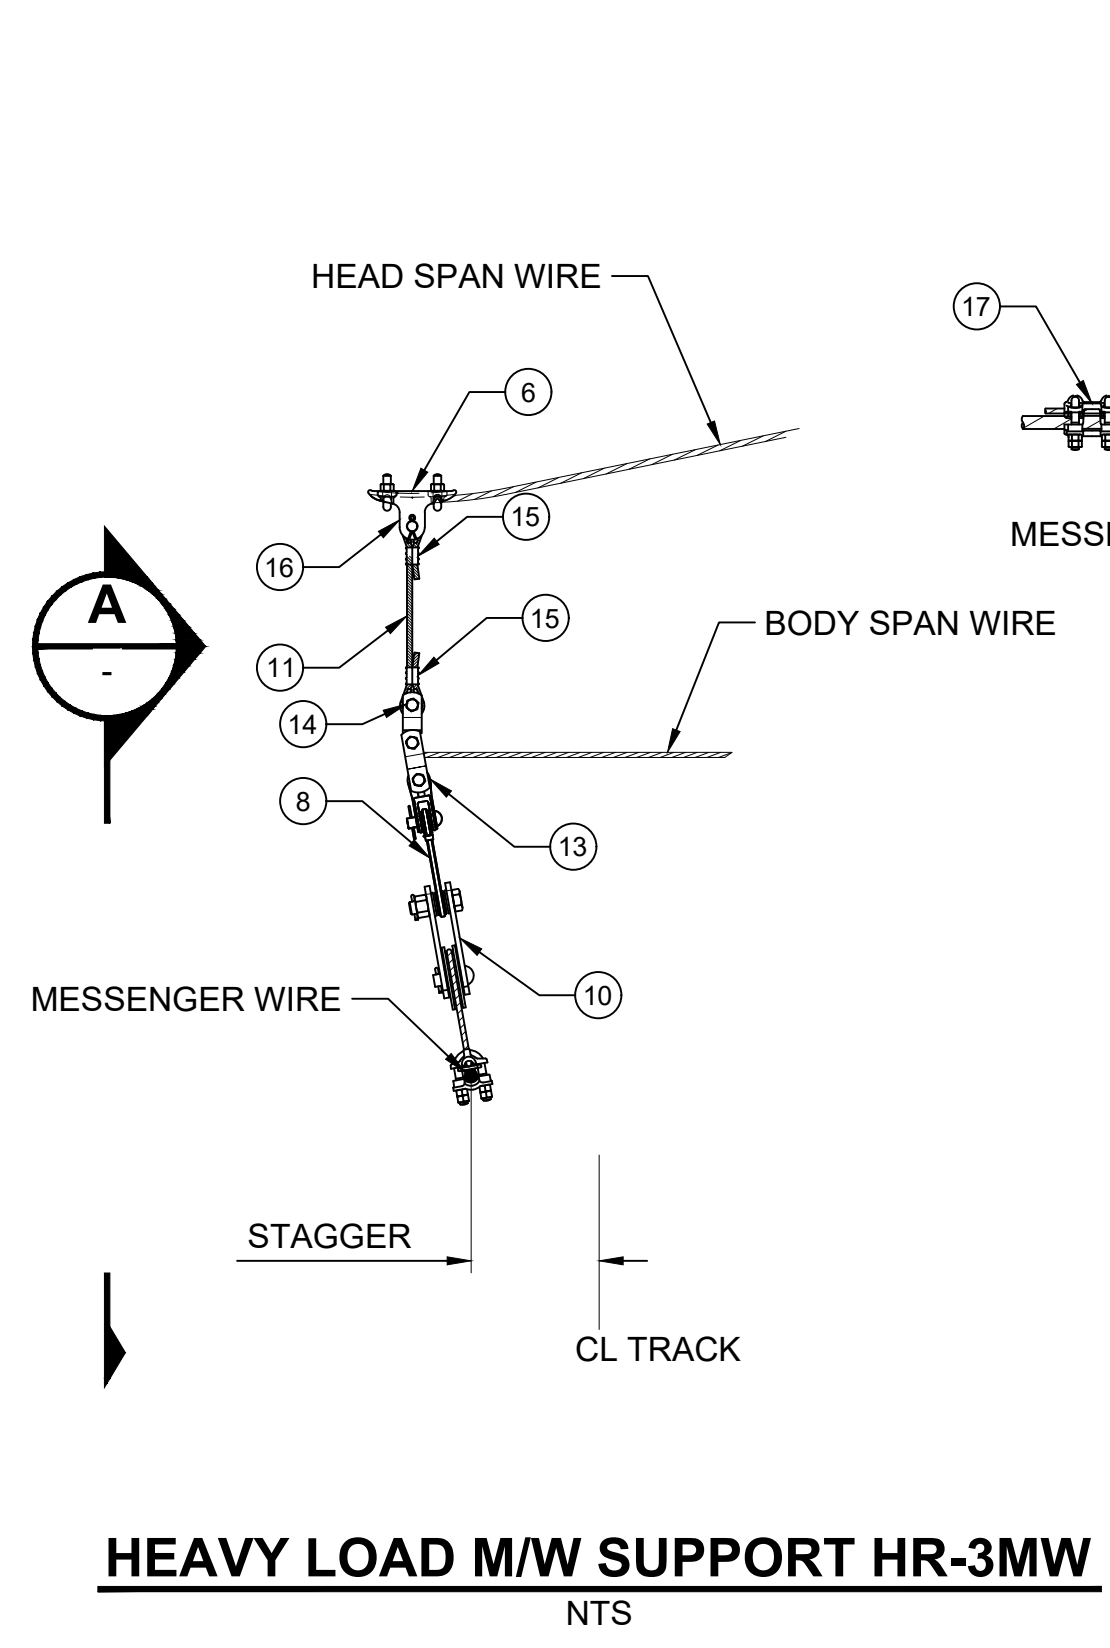 HEAD SPAN WIRE
17
6
15
MESS
16
A
-
15
BODY SPAN WIRE
11
14
8
13
10
MESSENGER WIRE
STAGGER
CL TRACK
HEAVY LOAD M/W SUPPORT HR-3MW
NTS